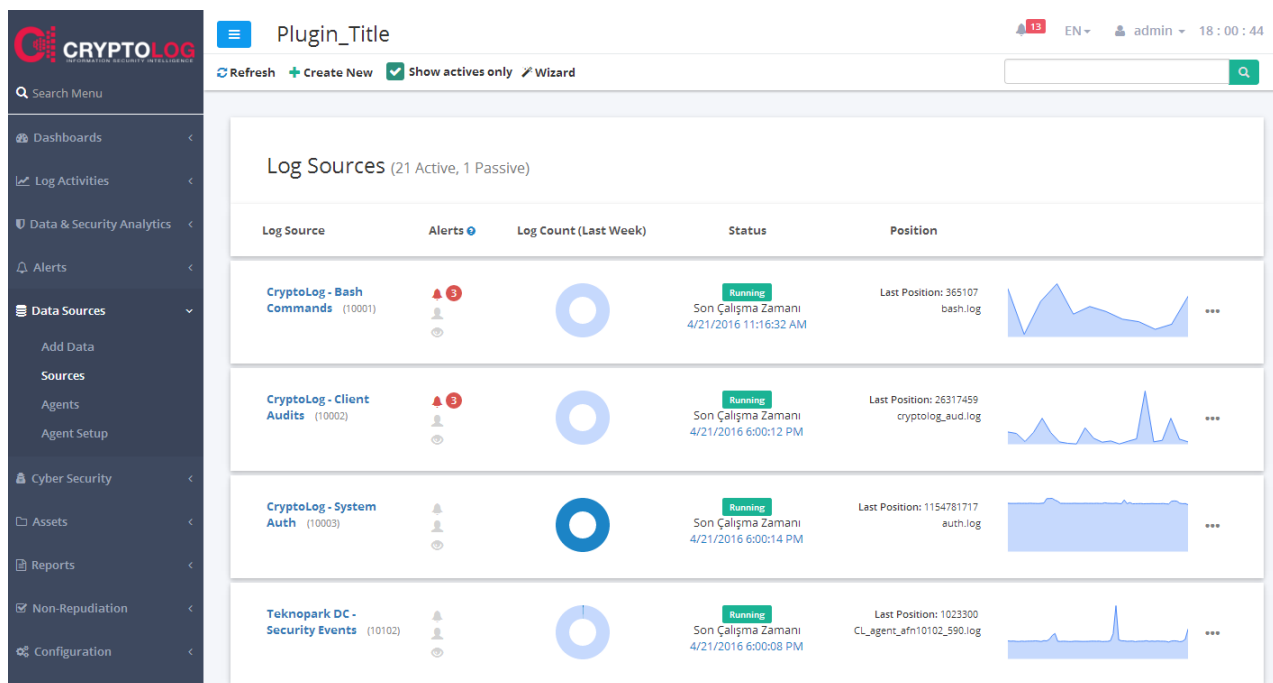 CRYPTOLOG
INFORMATION SECURITY INTELLIGENCE
Search Menu
Dashboards
Log Activities
Data & Security Analytics
Alerts
Data Sources
Add Data
Sources
Agents
Agent Setup
Cyber Security
Assets
Reports
Non-Repudiation
Configuration
Plugin_Title
13 EN admin 18 : 00 : 44
Refresh Create New Show actives only Wizard
Log Sources (21 Active, 1 Passive)
Log Source Alerts Log Count (Last Week) Status Position
CryptoLog - Bash
Commands (10001)
3
Running
Son Çalışma Zamanı
4/21/2016 11:16:32 AM
Last Position: 365107
bash.log
CryptoLog - Client
Audits (10002)
3
Running
Son Çalışma Zamanı
4/21/2016 6:00:12 PM
Last Position: 26317459
cryptolog_aud.log
CryptoLog - System
Auth (10003)
Running
Son Çalışma Zamanı
4/21/2016 6:00:14 PM
Last Position: 1154781717
auth.log
Teknopark DC -
Security Events (10102)
Running
Son Çalışma Zamanı
4/21/2016 6:00:08 PM
Last Position: 1023300
CL_agent_afn10102_590.log